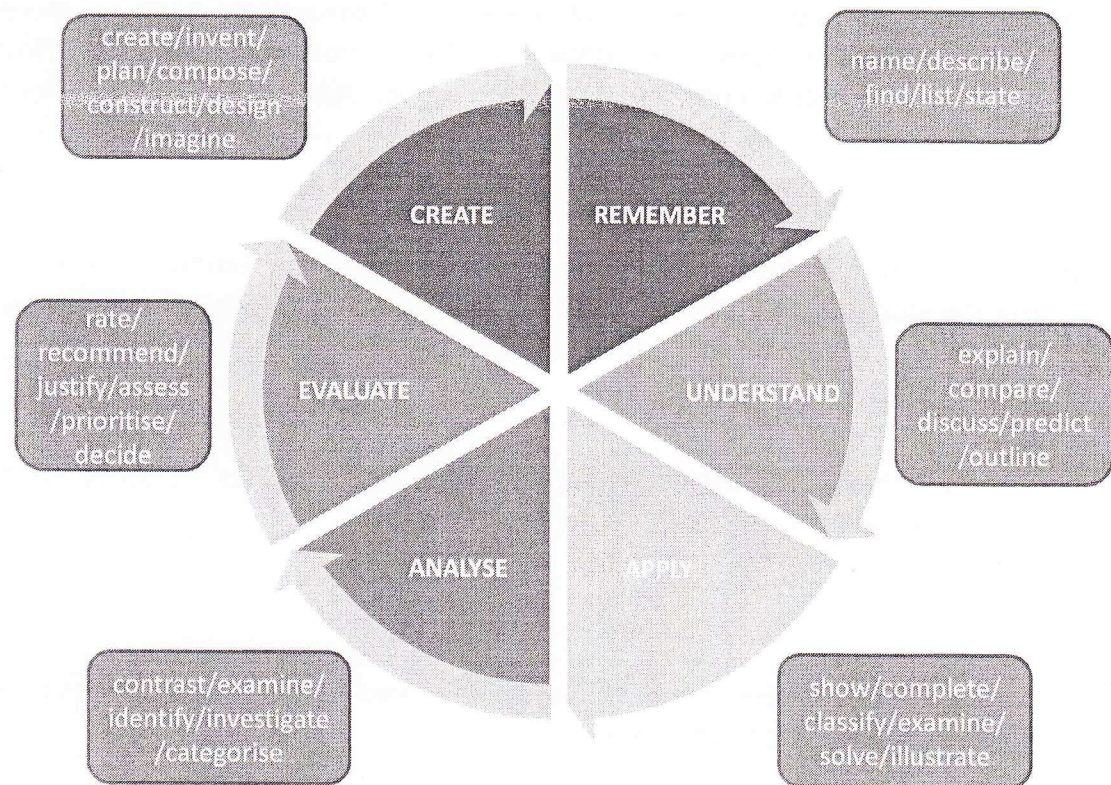 create/invent/
plan/compose/
construct/design
/imagine
name/describe/
find/list/state
CREATE
REMEMBER
rate/
recommend/
justify/assess
/prioritise/
decide
EVALUATE
UNDERSTAND
explain/
compare/
discuss/predict
/outline
ANALYSE
APPLY
contrast/examine/
identify/investigate
/categorise
show/complete/
classify/examine/
solve/illustrate